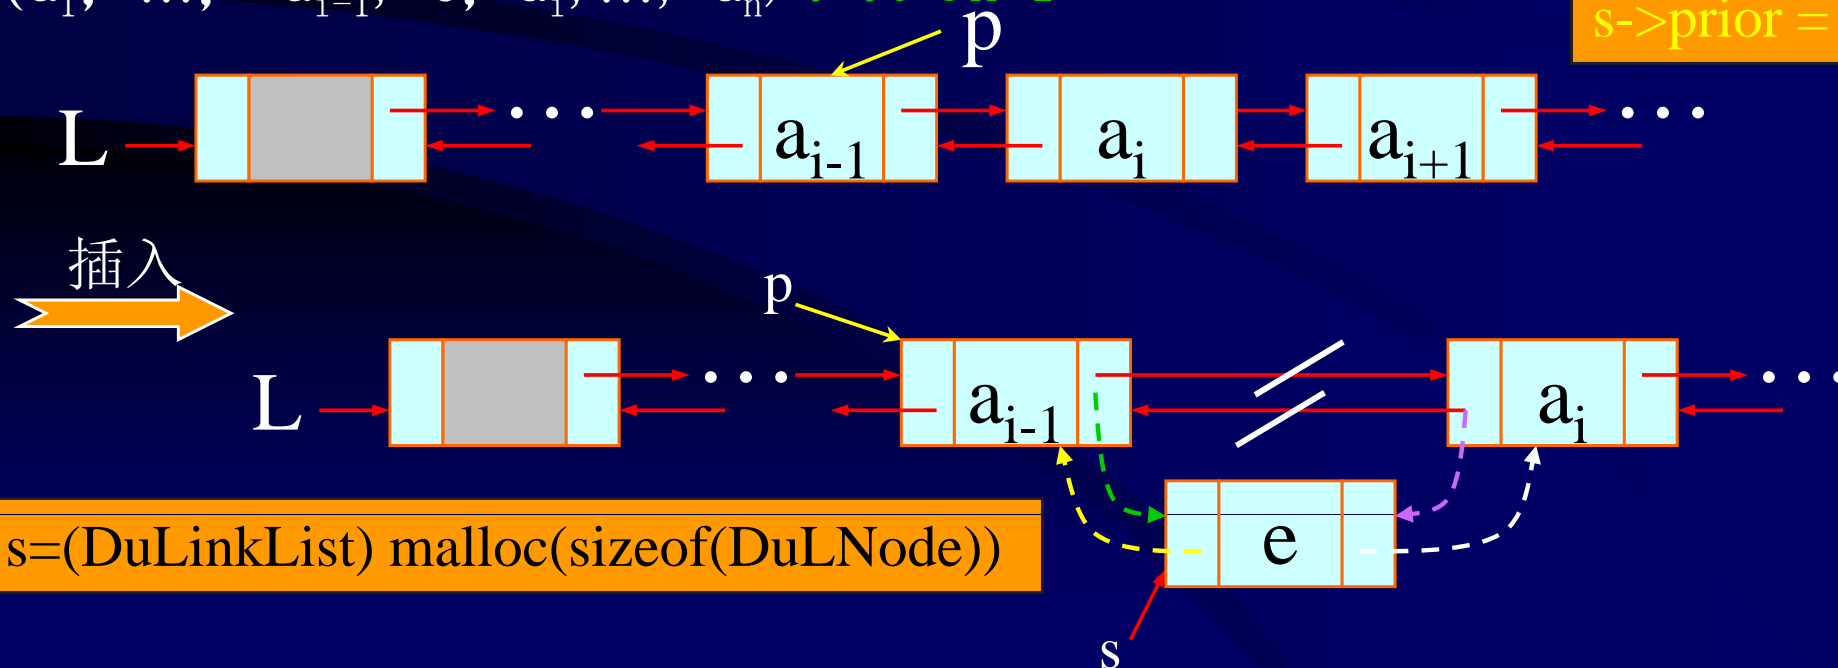 s->prior =
p
L ... a_{i-1} a_i a_{i+1} ...
插入
p
L ... a_{i-1} a_i ...
s=(DuLinkList) malloc(sizeof(DuLNode))
e
s